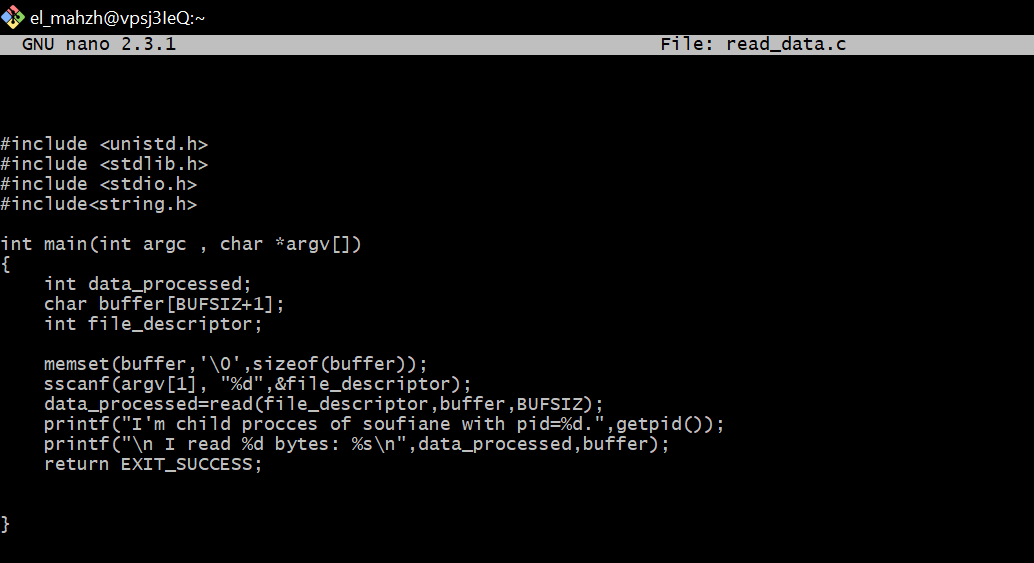 el_mahzh@vpsj3IeQ:~
GNU nano 2.3.1 File: read_data.c
#include <unistd.h>
#include <stdlib.h>
#include <stdio.h>
#include<string.h>
int main(int argc , char *argv[])
{
int data_processed;
char buffer[BUFSIZ+1];
int file_descriptor;
memset(buffer,'\0',sizeof(buffer));
sscanf(argv[1], "%d",&file_descriptor);
data_processed=read(file_descriptor,buffer,BUFSIZ);
printf("I'm child procces of soufiane with pid=%d.",getpid());
printf("\n I read %d bytes: %s\n",data_processed,buffer);
return EXIT_SUCCESS;
}